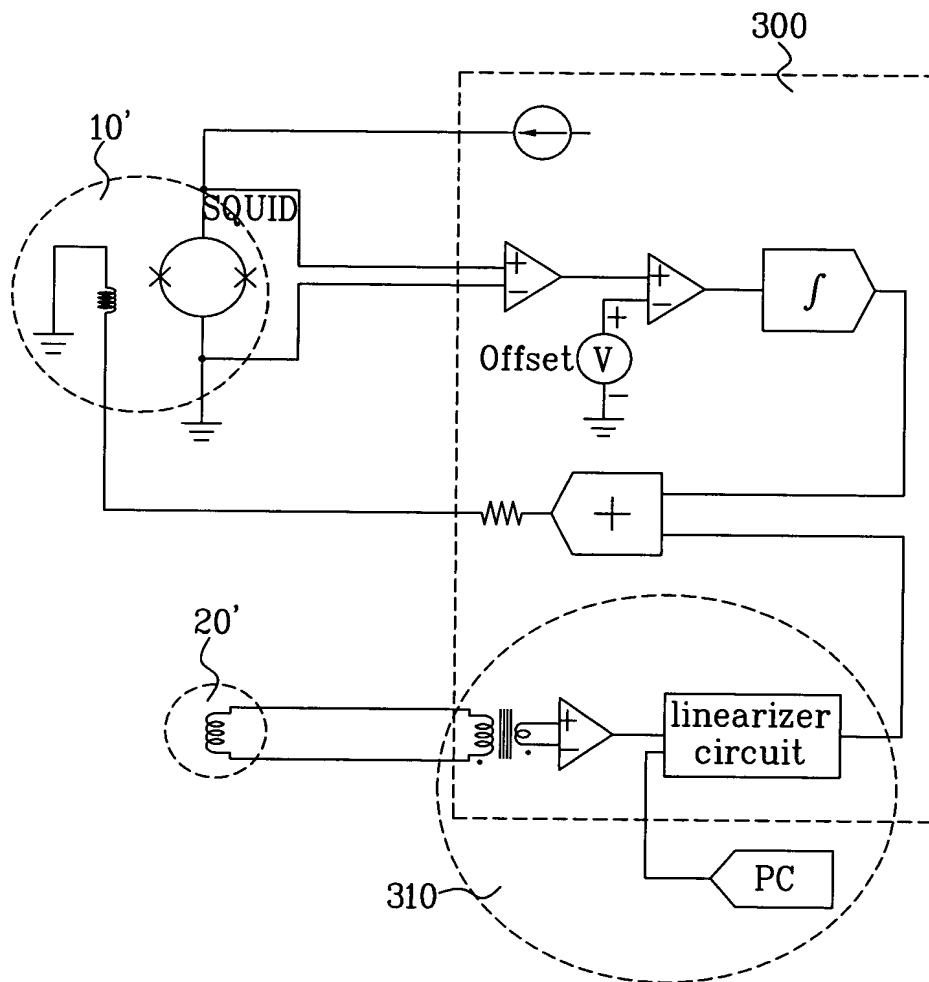 300
10'
SQUID
+
−
+
−
∫
+
Offset
V
−
+
20'
+
−
linearizer
circuit
310
PC